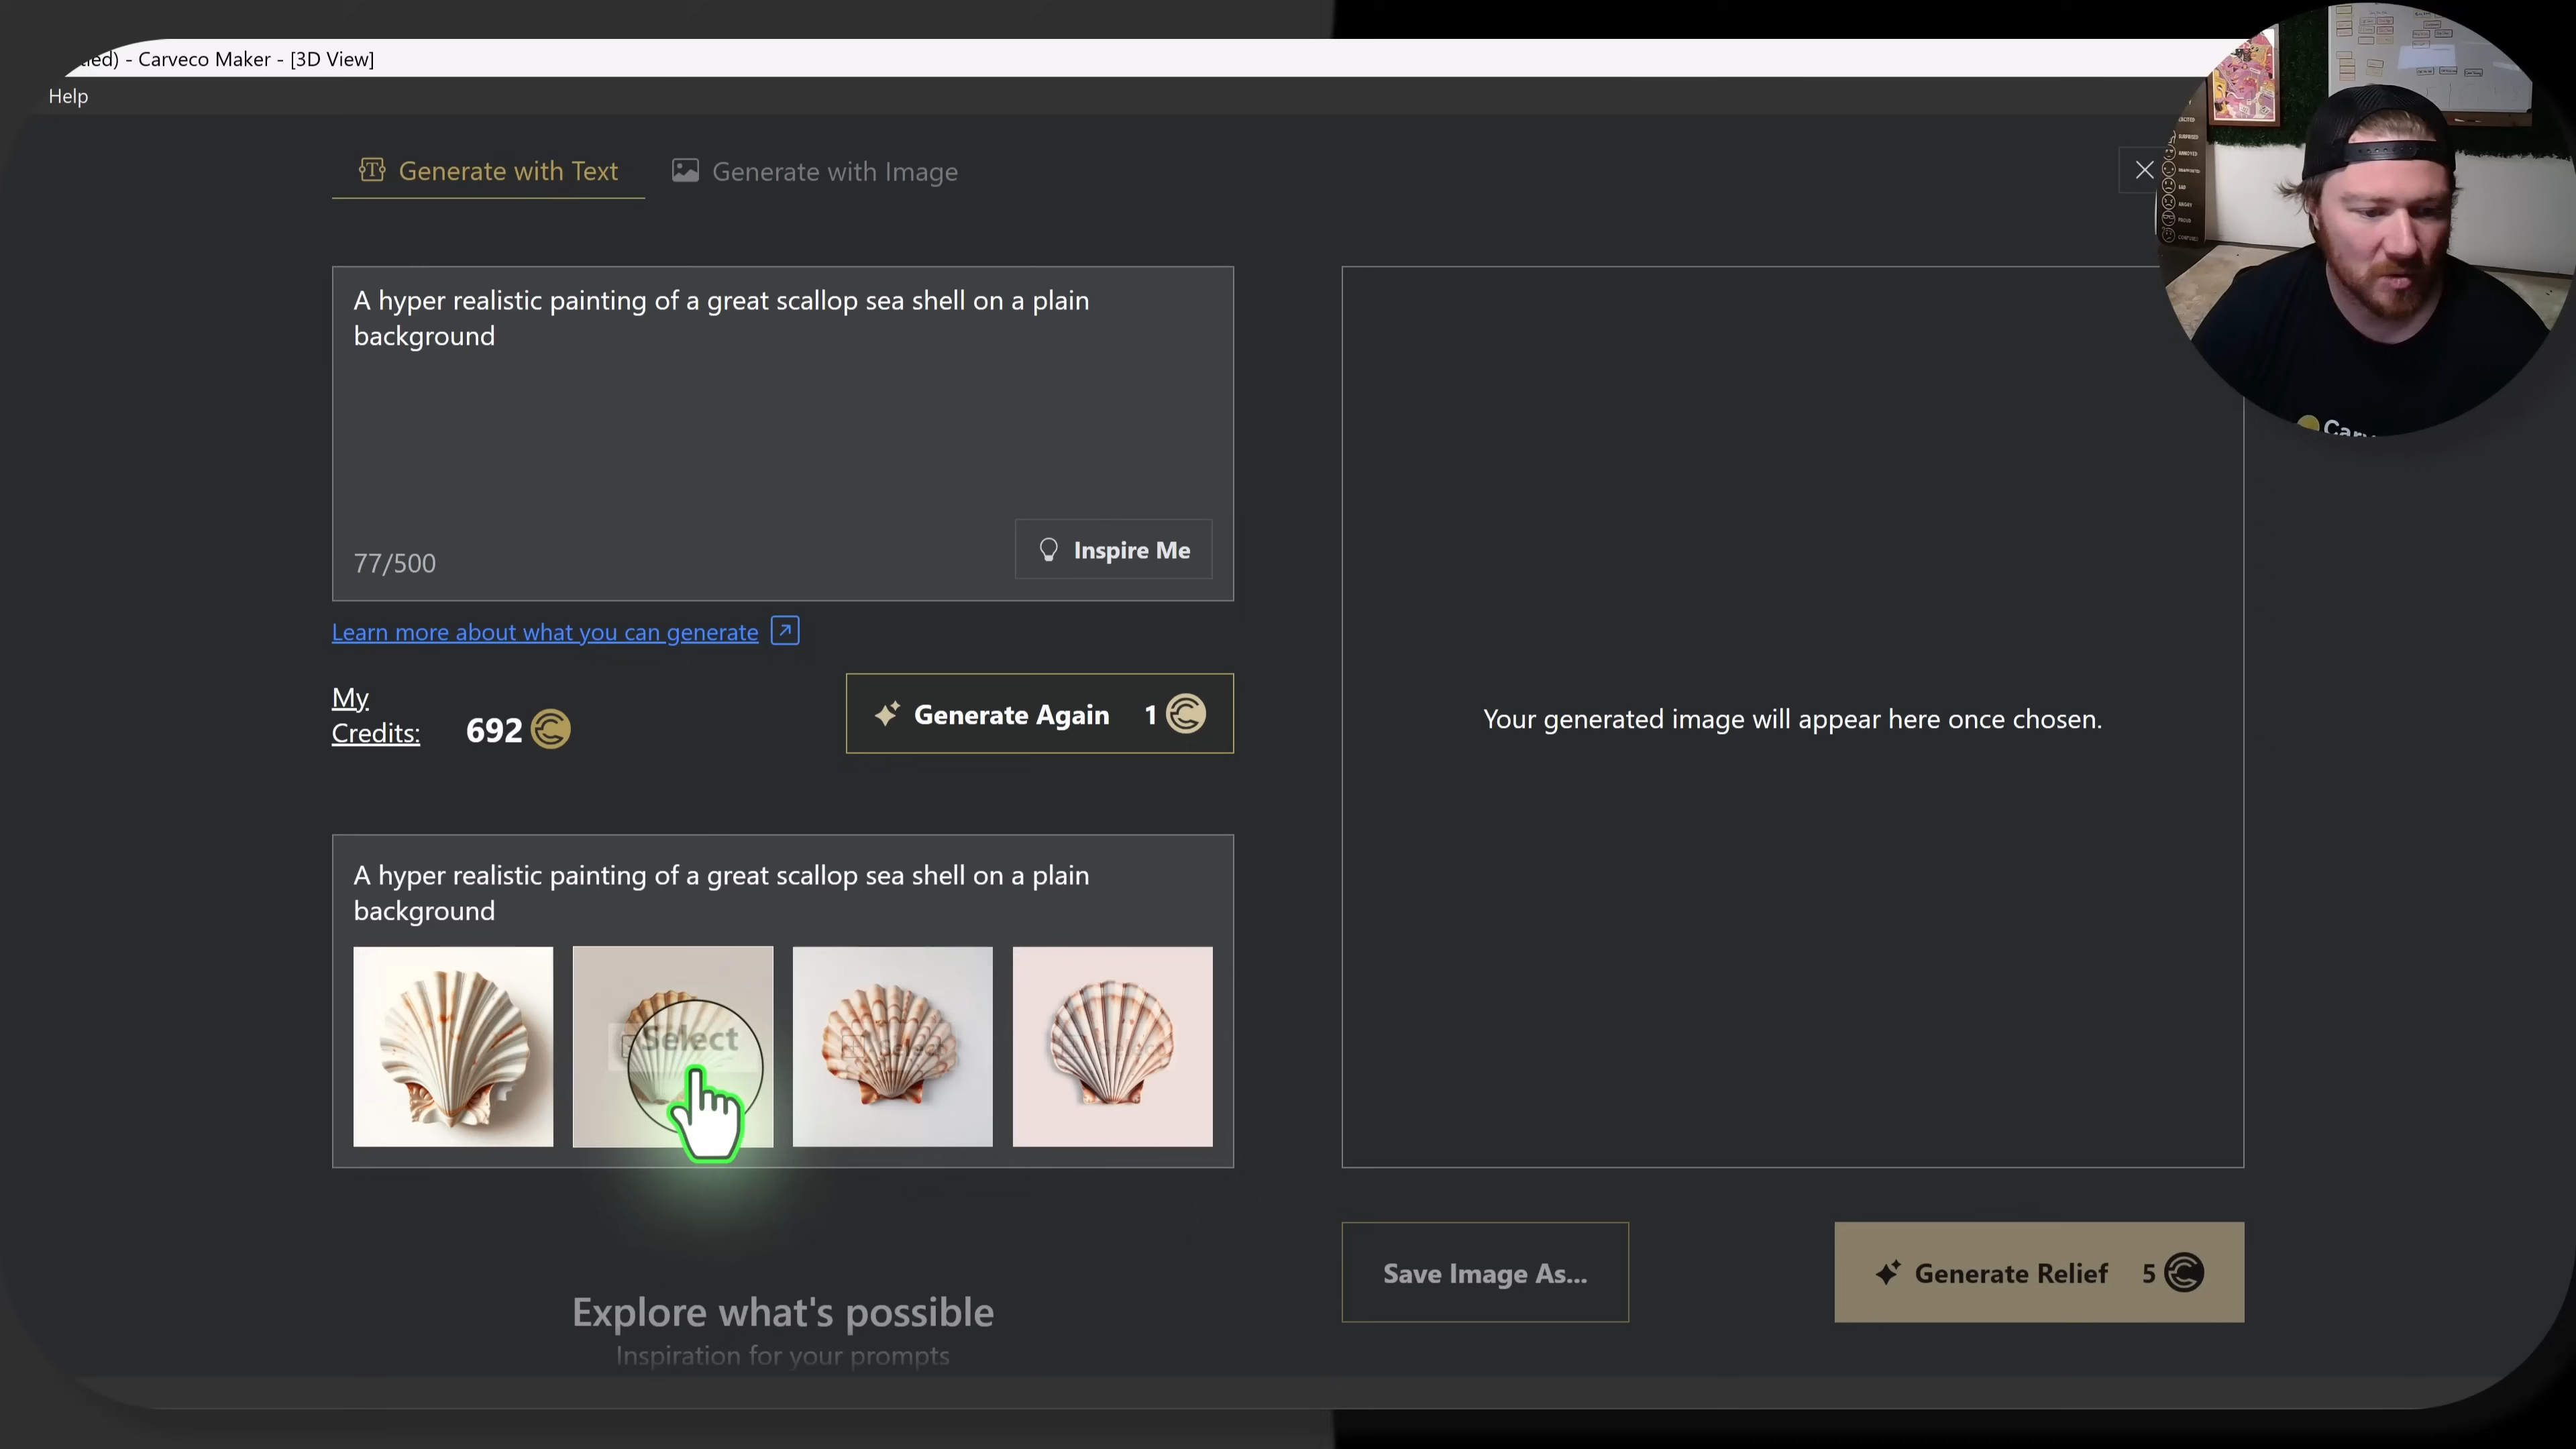 - Carveco Maker - [3D View]
Help
Generate with Text
Generate with Image
A hyper realistic painting of a great scallop sea shell on a plain
background
77/500
Inspire Me
Learn more about what you can generate
My
Credits:
692
Generate Again 1
Your generated image will appear here once chosen.
A hyper realistic painting of a great scallop sea shell on a plain
background
Select
Select
Save Image As...
Generate Relief 5
Explore what's possible
Inspiration for your prompts